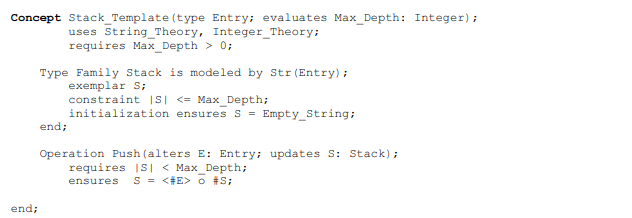 Concept Stack_Template(type Entry; evaluates Max_Depth: Integer);
uses String_Theory, Integer_Theory;
requires Max_Depth > 0;
Type Family Stack is modeled by Str(Entry);
exemplar S;
constraint |S| <= Max_Depth;
initialization ensures S = Empty_String;
end;
Operation Push(alters E: Entry; updates S: Stack);
requires |S| < Max_Depth;
ensures S = <#E> o #S;
end;